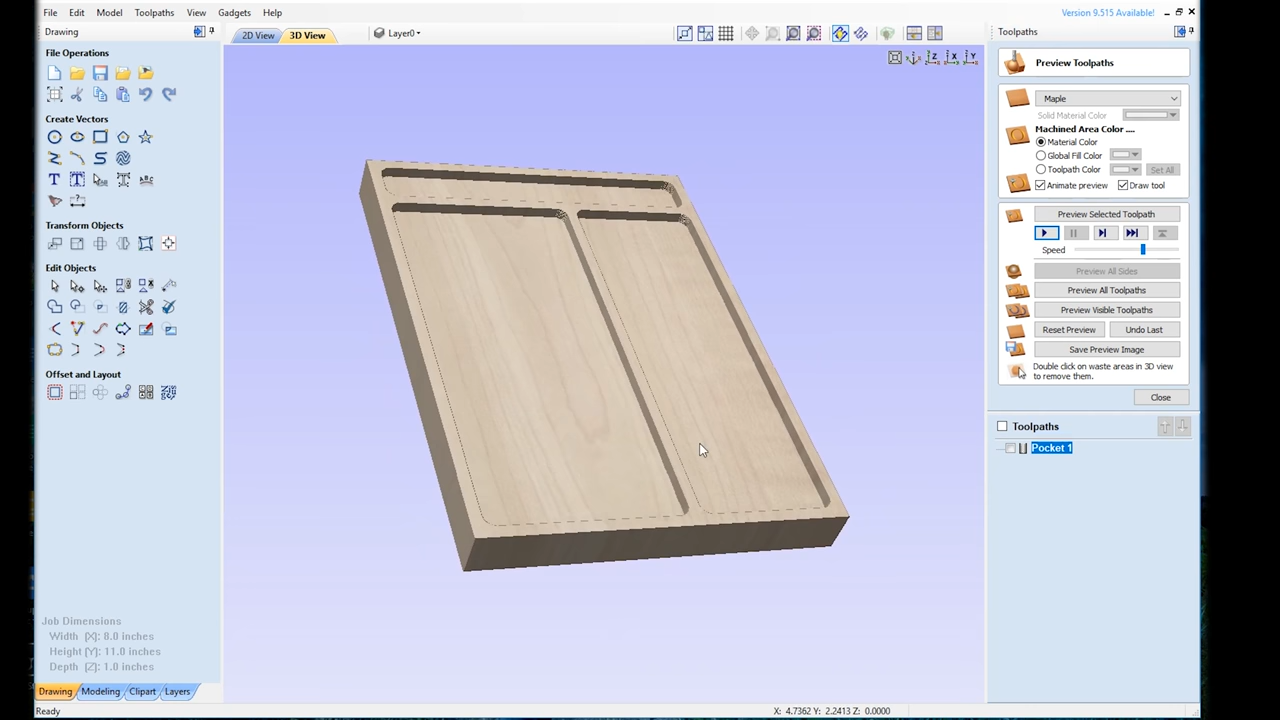 File Edit Model Toolpaths View Gadgets Help
Version 9.515 Available!
Drawing
2D View 3D View Layer0
Toolpaths
File Operations
Create Vectors
Transform Objects
Edit Objects
Offset and Layout
Job Dimensions
Width (X): 8.0 inches
Height (Y): 11.0 inches
Depth (Z): 1.0 inches
Drawing Modeling Clipart Layers
Ready
X: 4.7362 Y: 2.2413 Z: 0.0000
Z X Y
Preview Toolpaths
Maple
Solid Material Color
Machined Area Color ....
Material Color
Global Fill Color
Toolpath Color Set All
Animate preview Draw tool
Preview Selected Toolpath
Speed
Preview All Sides
Preview All Toolpaths
Preview Visible Toolpaths
Reset Preview Undo Last
Save Preview Image
Double click on waste areas in 3D view
to remove them.
Close
Toolpaths
Pocket 1